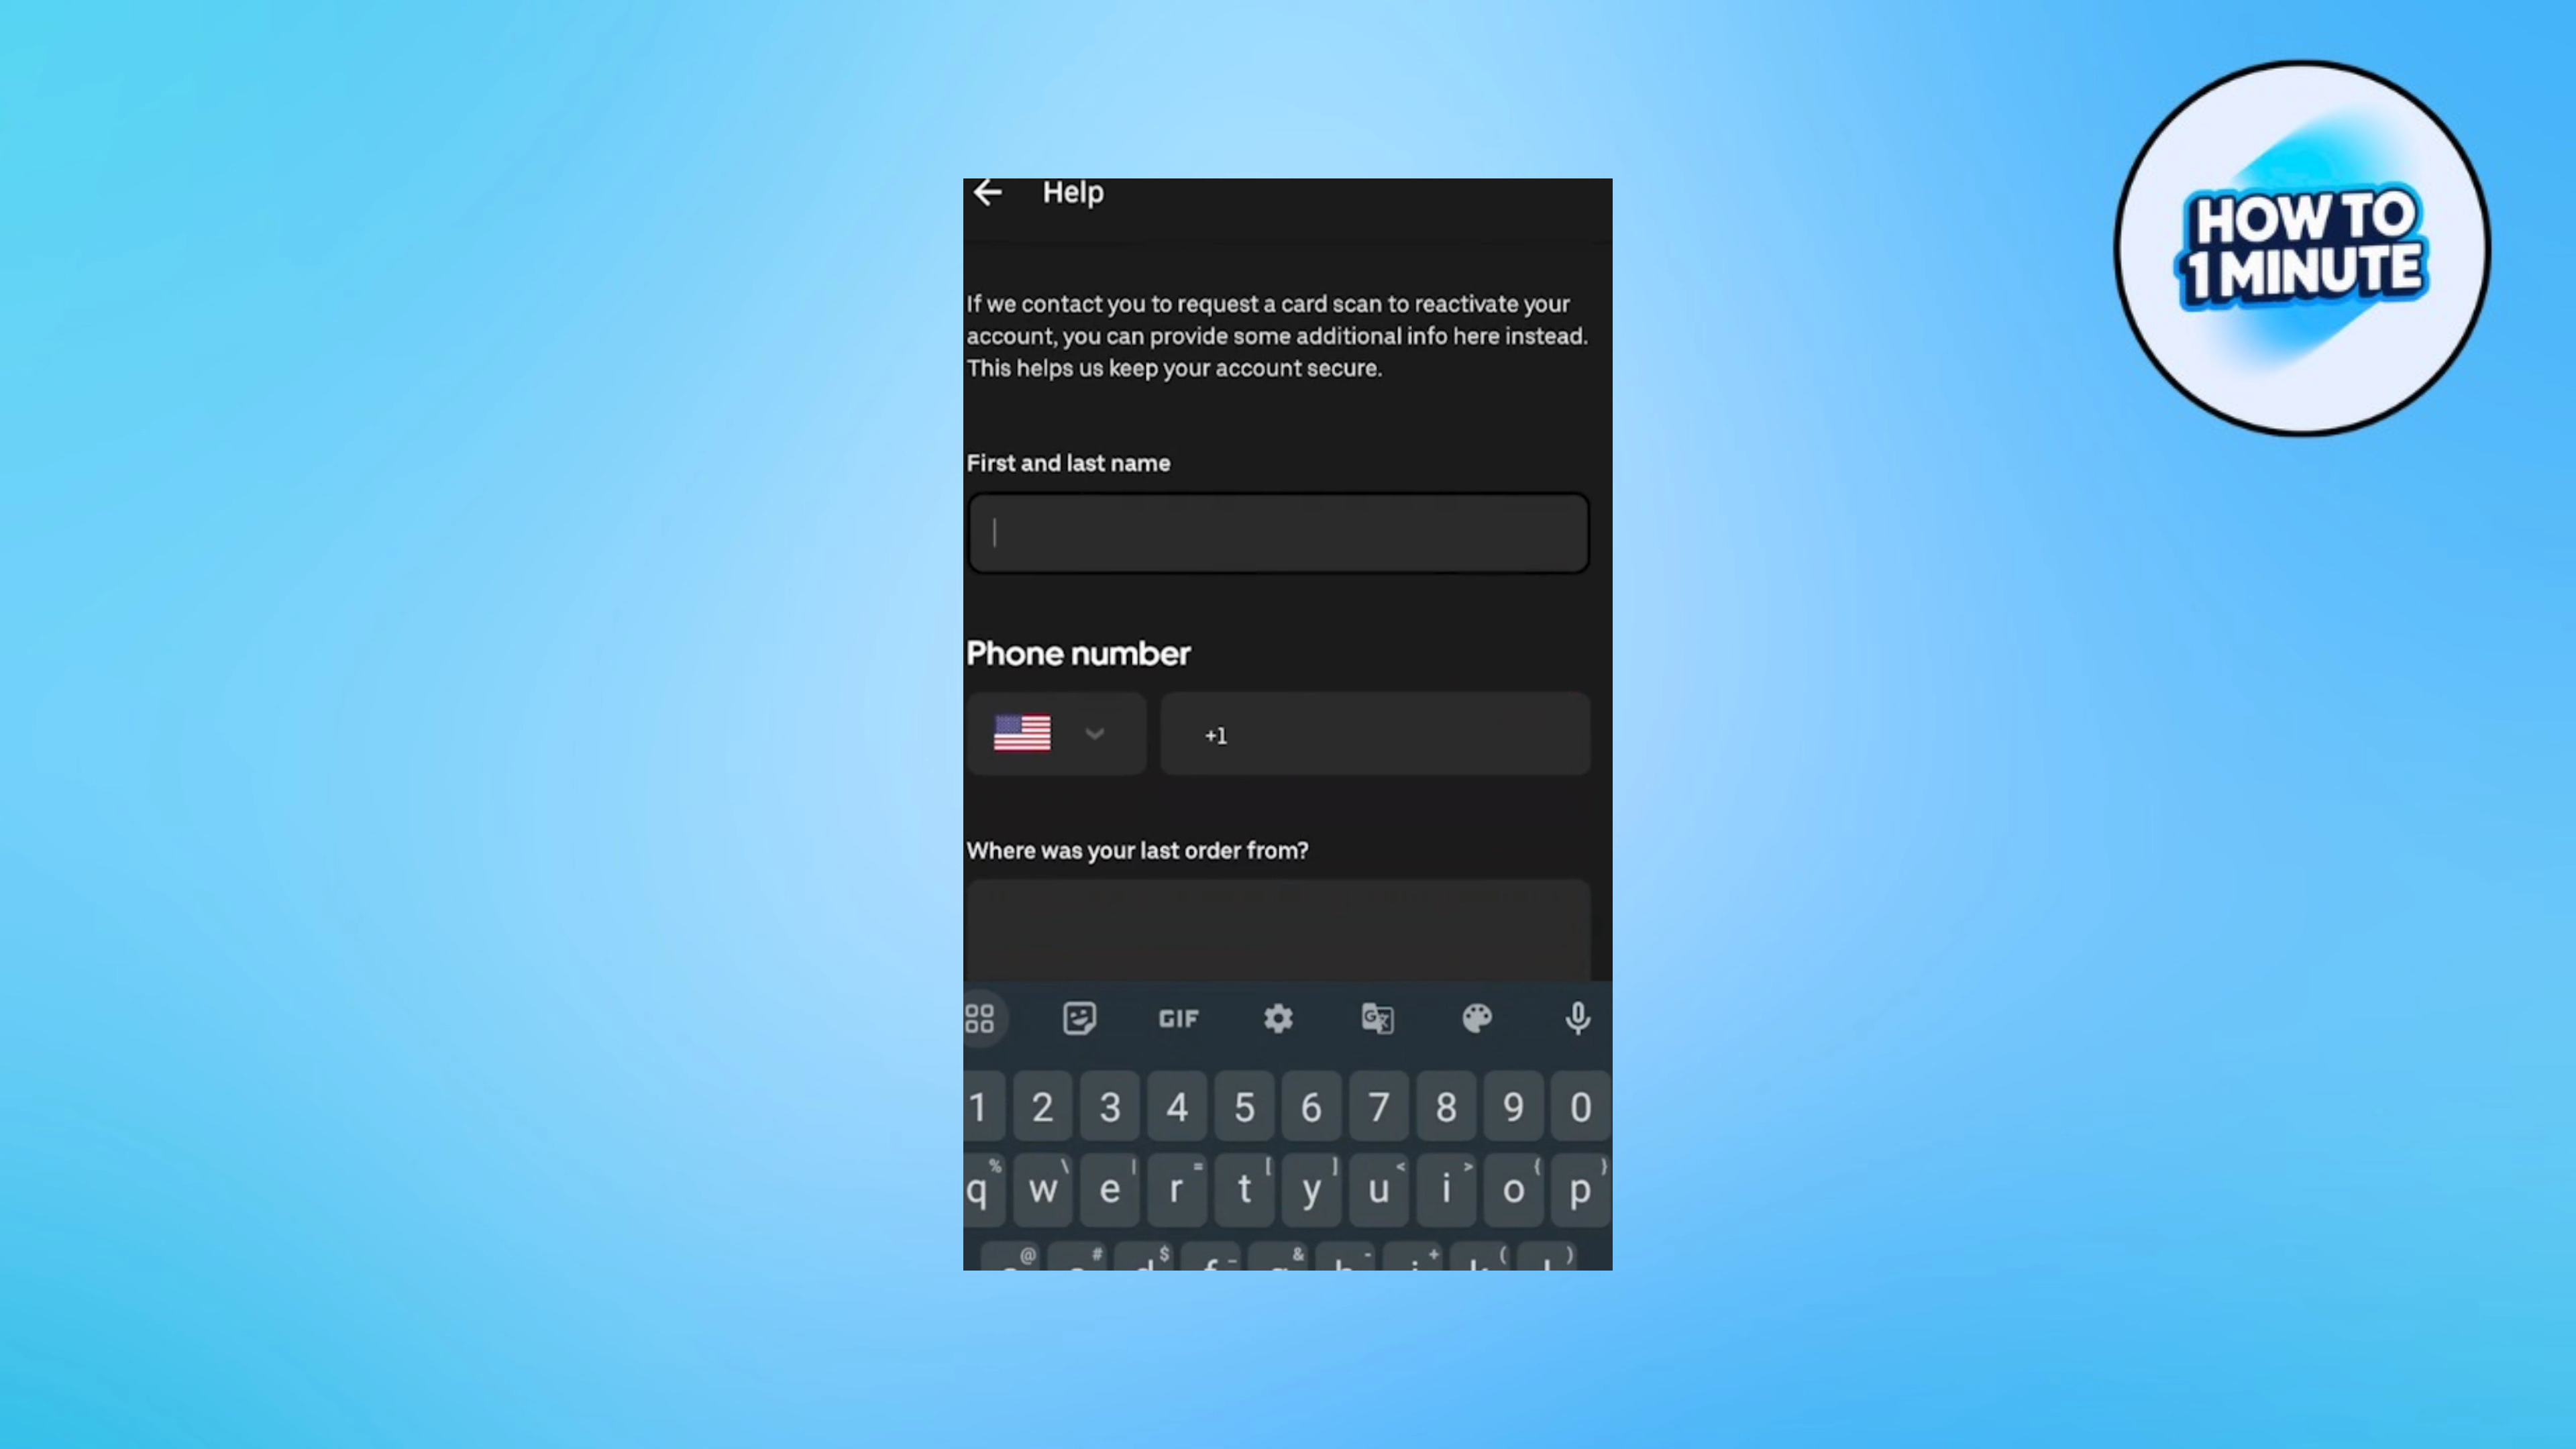 HOW TO
1 MINUTE
Help
If we contact you to request a card scan to reactivate your
account, you can provide some additional info here instead.
This helps us keep your account secure.
First and last name
Phone number
+1
Where was your last order from?
GIF
1 2 3 4 5 6 7 8 9 0
% \ | = [ ] < > { }
q w e r t y u i o p
@ # $ _ & - + ( )